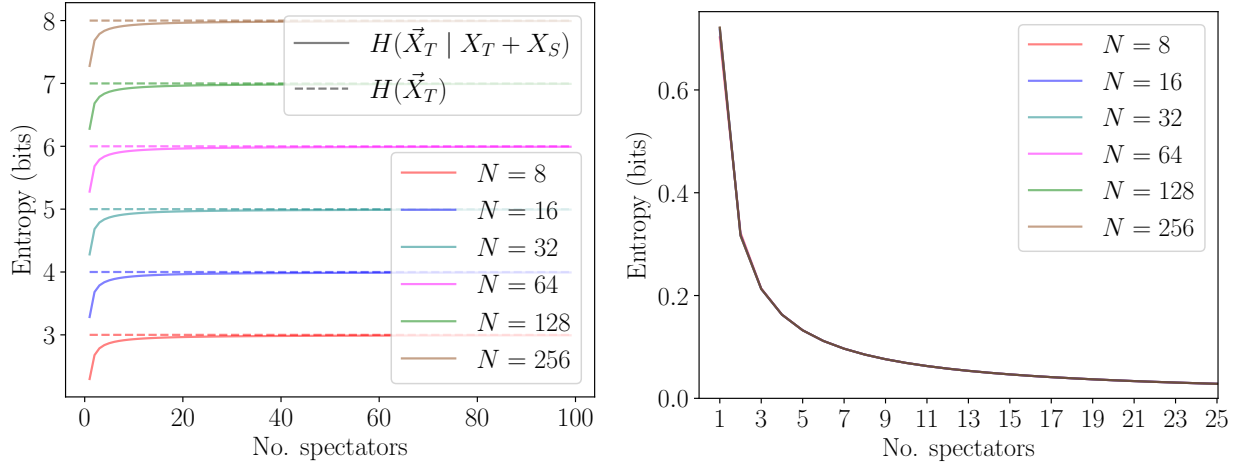 Entropy (bits)
8
7
6
5
4
3
0 20 40 60 80 100
No. spectators
H(X⃗_T | X_T + X_S)
H(X⃗_T)
N = 8
N = 16
N = 32
N = 64
N = 128
N = 256
Entropy (bits)
0.6
0.4
0.2
0.0
1 3 5 7 9 11 13 15 17 19 21 23 25
No. spectators
N = 8
N = 16
N = 32
N = 64
N = 128
N = 256